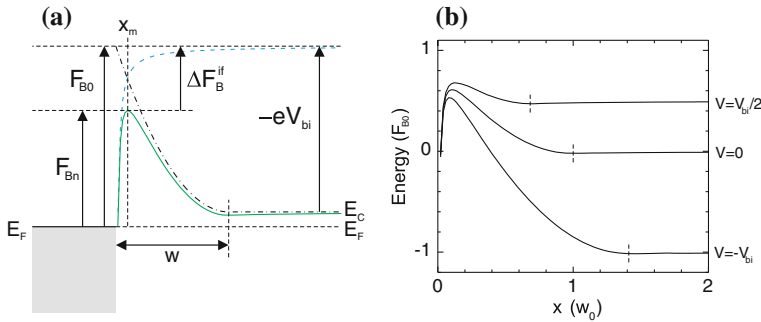 (a)
x_m
F_B0
ΔF_B^if
-eV_bi
F_Bn
E_C
E_F
E_F
w
(b)
1
0
-1
Energy (F_B0)
V=V_bi/2
V=0
V=-V_bi
0
1
2
x (w_0)